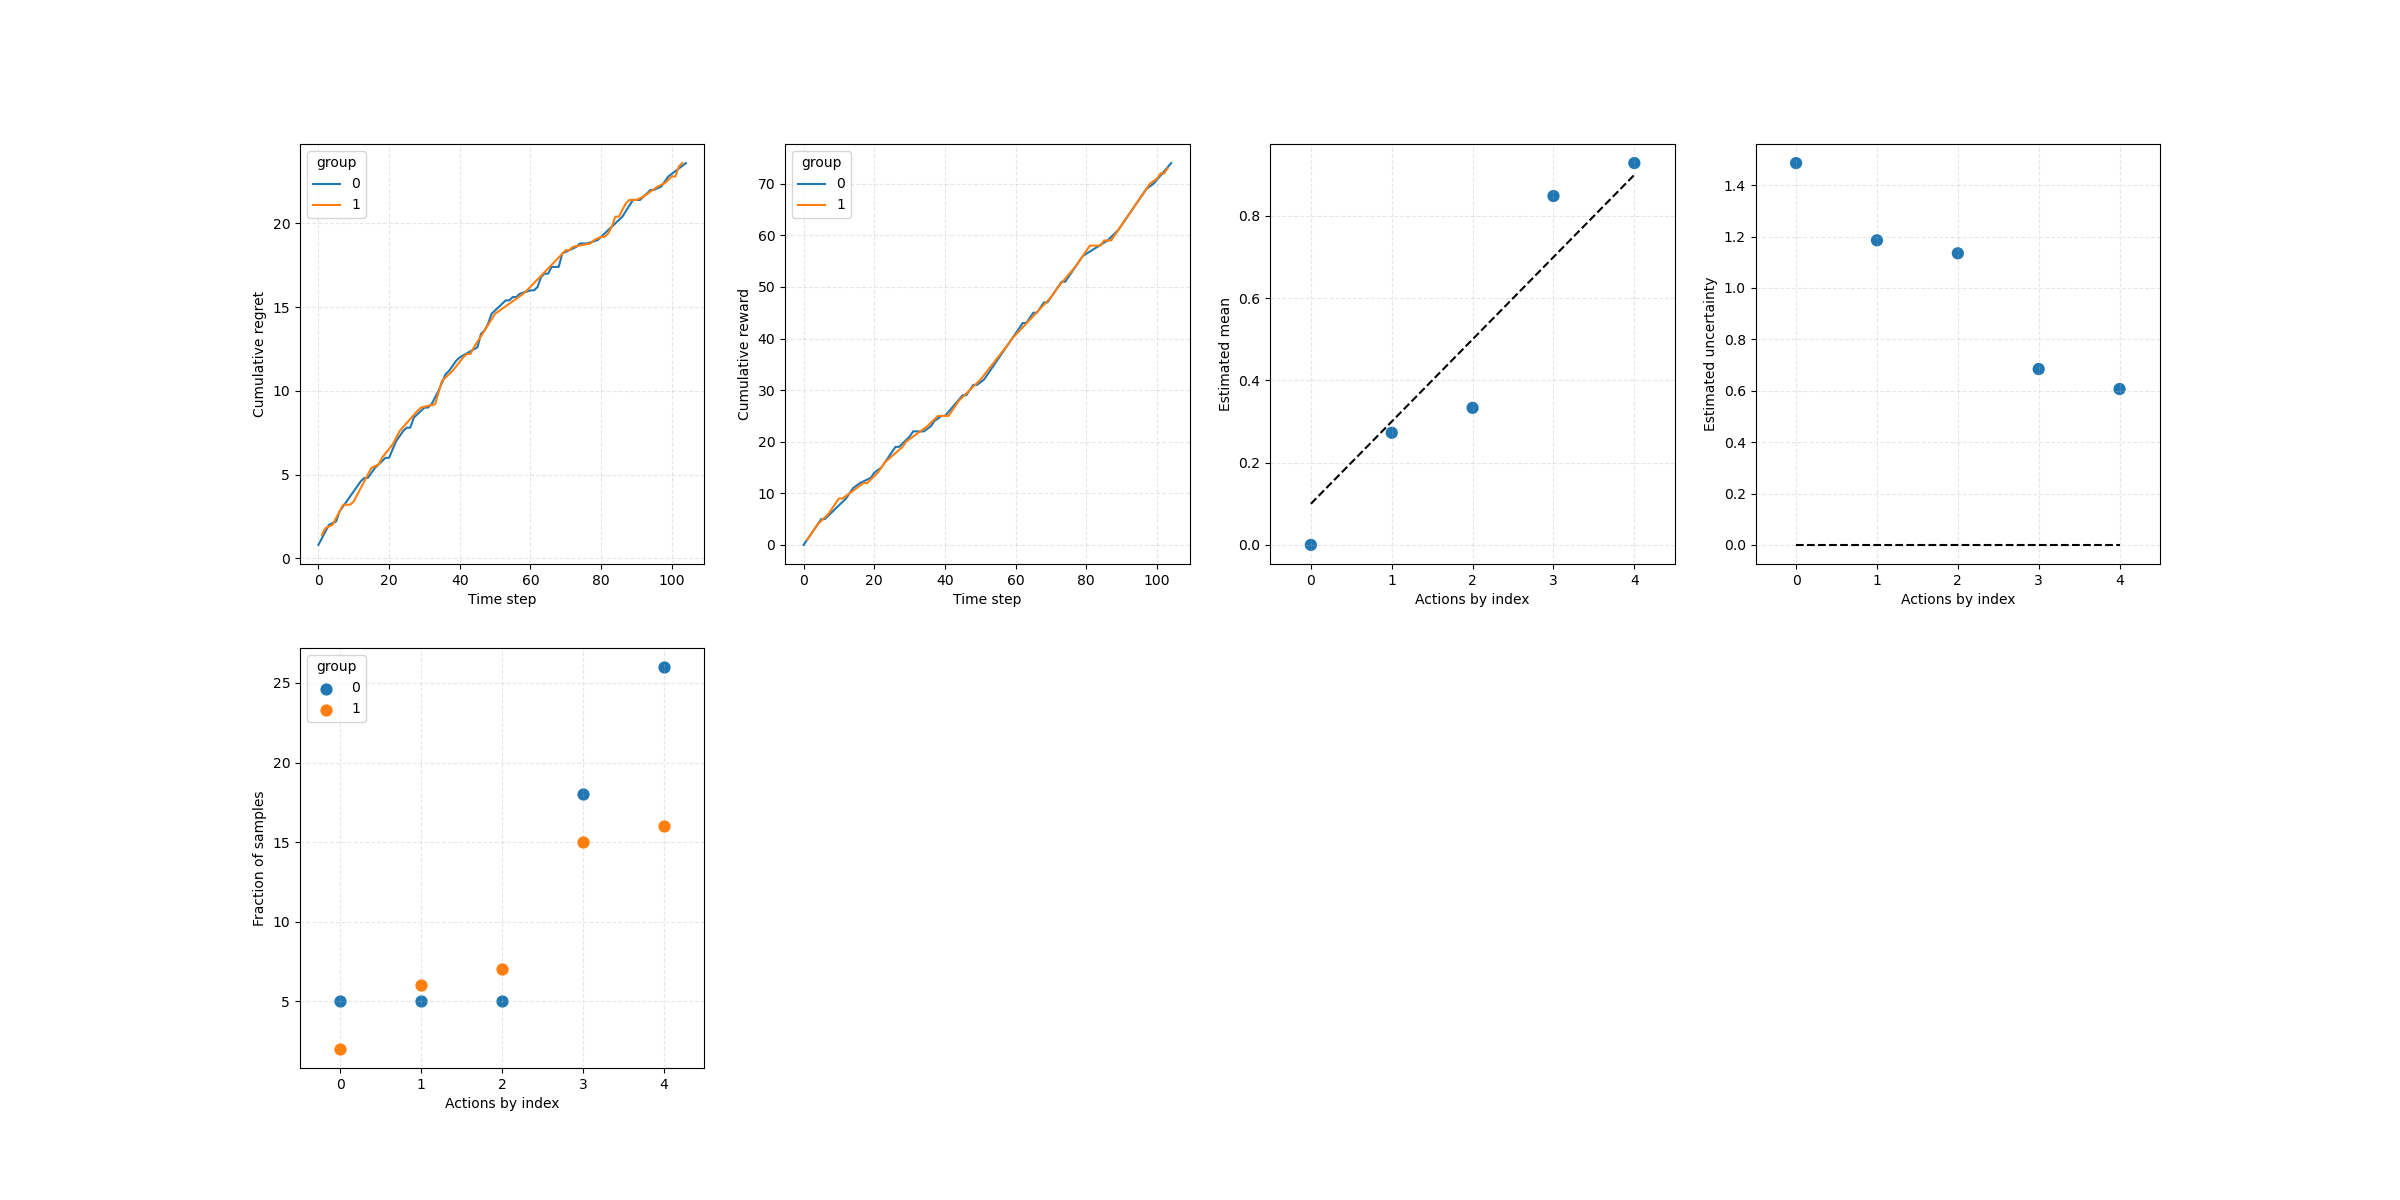 group
0
1
20
15
10
5
0
Cumulative regret
0 20 40 60 80 100
Time step
group
0
1
70
60
50
40
30
20
10
0
Cumulative reward
0 20 40 60 80 100
Time step
0.8
0.6
0.4
0.2
0.0
Estimated mean
0 1 2 3 4
Actions by index
1.4
1.2
1.0
0.8
0.6
0.4
0.2
0.0
Estimated uncertainty
0 1 2 3 4
Actions by index
group
0
1
25
20
15
10
5
Fraction of samples
0 1 2 3 4
Actions by index